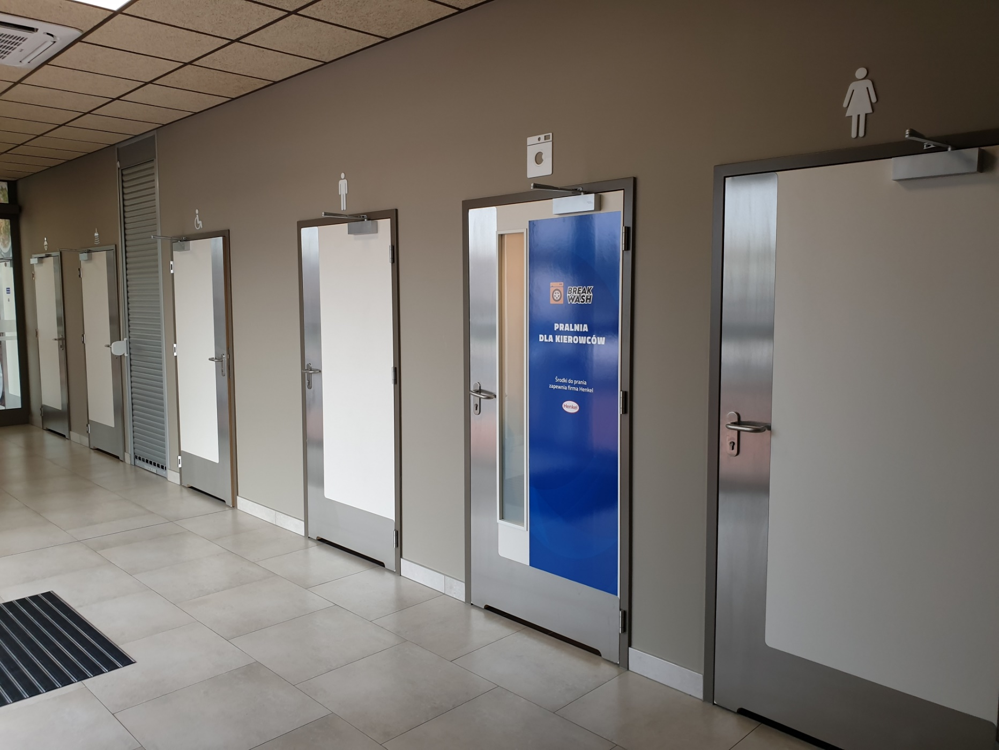 BREAK
WASH
PRALNIA
DLA KIEROWCÓW
Środki do prania
zapewnia firma Henkel
Henkel